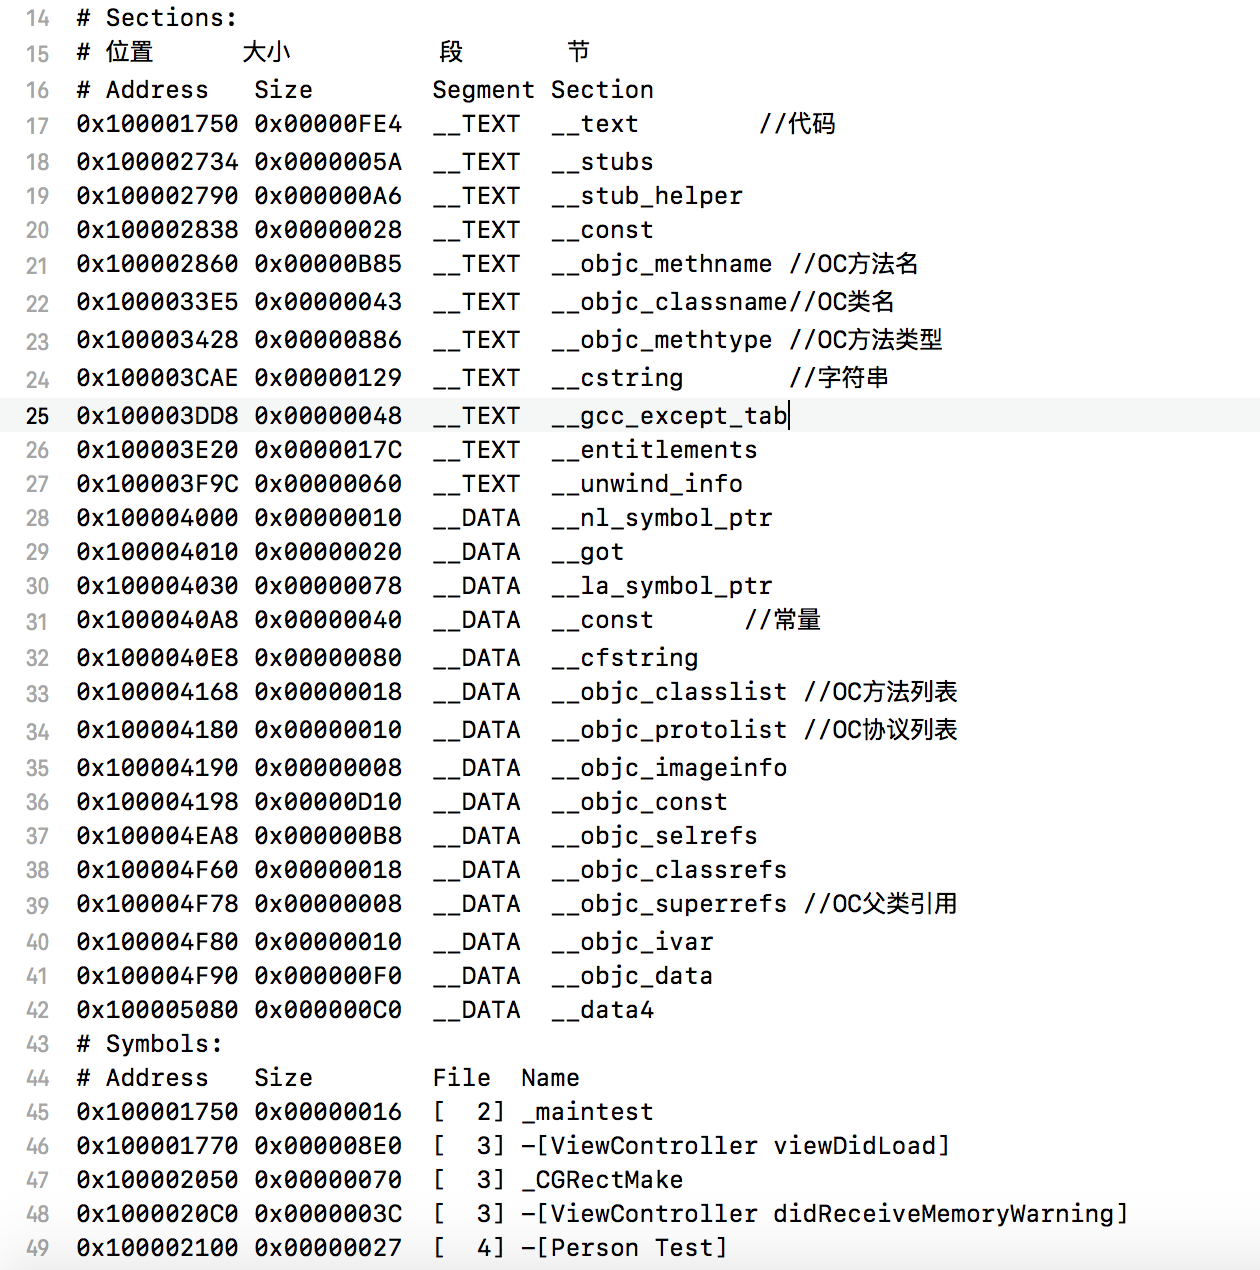 14 # Sections:
15 # 位置 大小 段 节
16 # Address Size Segment Section
17 0x100001750 0x00000FE4 __TEXT __text //代码
18 0x100002734 0x0000005A __TEXT __stubs
19 0x100002790 0x000000A6 __TEXT __stub_helper
20 0x100002838 0x00000028 __TEXT __const
21 0x100002860 0x00000B85 __TEXT __objc_methname //OC方法名
22 0x1000033E5 0x00000043 __TEXT __objc_classname//OC类名
23 0x100003428 0x00000886 __TEXT __objc_methtype //OC方法类型
24 0x100003CAE 0x00000129 __TEXT __cstring //字符串
25 0x100003DD8 0x00000048 __TEXT __gcc_except_tab
26 0x100003E20 0x0000017C __TEXT __entitlements
27 0x100003F9C 0x00000060 __TEXT __unwind_info
28 0x100004000 0x00000010 __DATA __nl_symbol_ptr
29 0x100004010 0x00000020 __DATA __got
30 0x100004030 0x00000078 __DATA __la_symbol_ptr
31 0x1000040A8 0x00000040 __DATA __const //常量
32 0x1000040E8 0x00000080 __DATA __cfstring
33 0x100004168 0x00000018 __DATA __objc_classlist //OC方法列表
34 0x100004180 0x00000010 __DATA __objc_protolist //OC协议列表
35 0x100004190 0x00000008 __DATA __objc_imageinfo
36 0x100004198 0x00000D10 __DATA __objc_const
37 0x100004EA8 0x000000B8 __DATA __objc_selrefs
38 0x100004F60 0x00000018 __DATA __objc_classrefs
39 0x100004F78 0x00000008 __DATA __objc_superrefs //OC父类引用
40 0x100004F80 0x00000010 __DATA __objc_ivar
41 0x100004F90 0x000000F0 __DATA __objc_data
42 0x100005080 0x000000C0 __DATA __data4
43 # Symbols:
44 # Address Size File Name
45 0x100001750 0x00000016 [ 2] _maintest
46 0x100001770 0x000008E0 [ 3] -[ViewController viewDidLoad]
47 0x100002050 0x00000070 [ 3] _CGRectMake
48 0x1000020C0 0x0000003C [ 3] -[ViewController didReceiveMemoryWarning]
49 0x100002100 0x00000027 [ 4] -[Person Test]